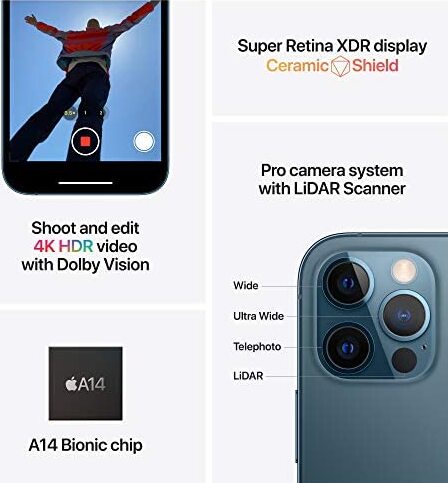 0.5×
1
2
Shoot and edit
4K HDR video
with Dolby Vision
A14
A14 Bionic chip
Super Retina XDR display
Ceramic Shield
Pro camera system
with LiDAR Scanner
Wide
Ultra Wide
Telephoto
LiDAR